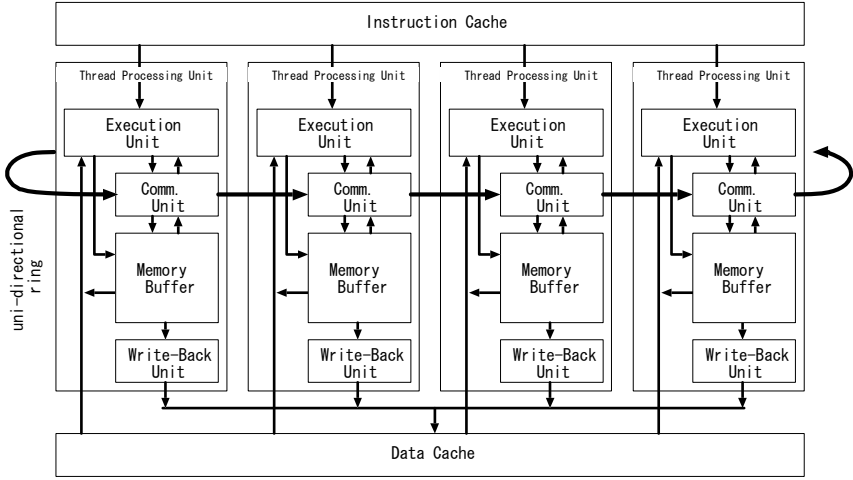 Instruction Cache
Thread Processing Unit
Thread Processing Unit
Thread Processing Unit
Thread Processing Unit
Execution
Unit
Execution
Unit
Execution
Unit
Execution
Unit
Comm.
Unit
Comm.
Unit
Comm.
Unit
Comm.
Unit
uni-directional
ring
Memory
Buffer
Memory
Buffer
Memory
Buffer
Memory
Buffer
Write-Back
Unit
Write-Back
Unit
Write-Back
Unit
Write-Back
Unit
Data Cache